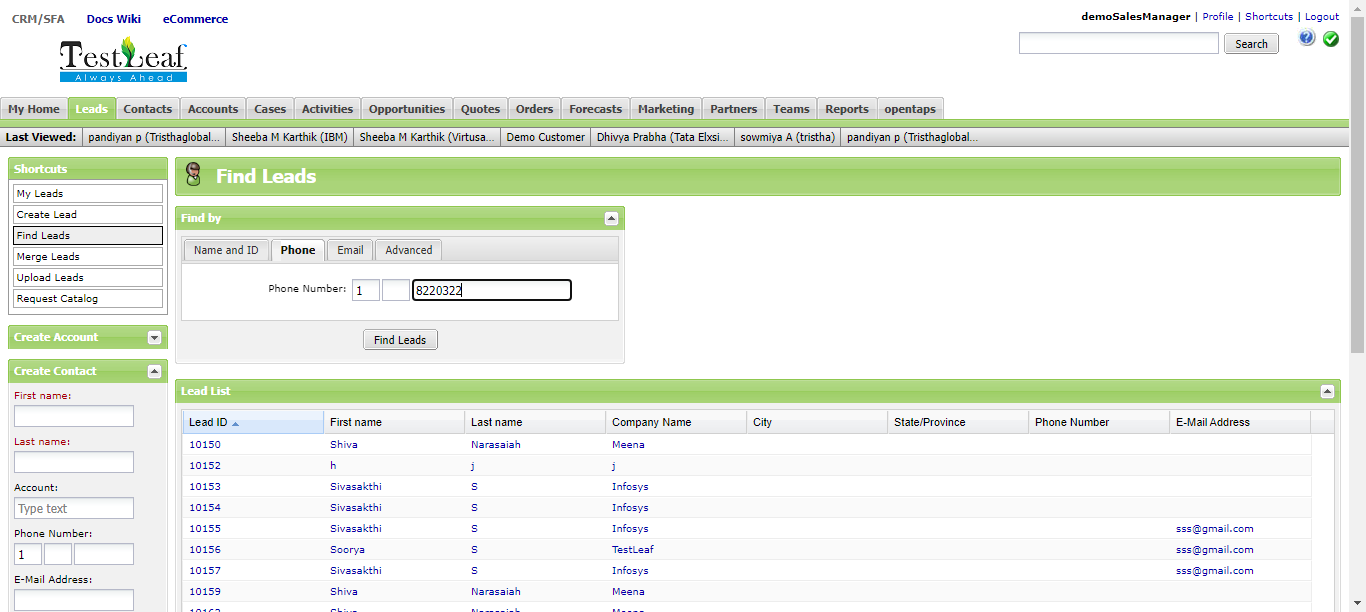 CRM/SFA Docs Wiki eCommerce
demoSalesManager | Profile | Shortcuts | Logout
TestLeaf
Always Ahead
Search
My Home Leads Contacts Accounts Cases Activities Opportunities Quotes Orders Forecasts Marketing Partners Teams Reports opentaps
Last Viewed: pandiyan p (Tristhaglobal... Sheeba M Karthik (IBM) Sheeba M Karthik (Virtusa... Demo Customer Dhivya Prabha (Tata Elxsi... sowmiya A (tristha) pandiyan p (Tristhaglobal...
Shortcuts
My Leads
Create Lead
Find Leads
Merge Leads
Upload Leads
Request Catalog
Create Account
Create Contact
First name:
Last name:
Account:
Type text
Phone Number:
1
E-Mail Address:
Find Leads
Find by
Name and ID Phone Email Advanced
Phone Number: 1 8220322
Find Leads
Lead List
Lead ID First name Last name Company Name City State/Province Phone Number E-Mail Address
10150 Shiva Narasaiah Meena
10152 h j j
10153 Sivasakthi S Infosys
10154 Sivasakthi S Infosys
10155 Sivasakthi S Infosys sss@gmail.com
10156 Soorya S TestLeaf sss@gmail.com
10157 Sivasakthi S Infosys sss@gmail.com
10159 Shiva Narasaiah Meena
10162 Shiva Narasaiah Meena